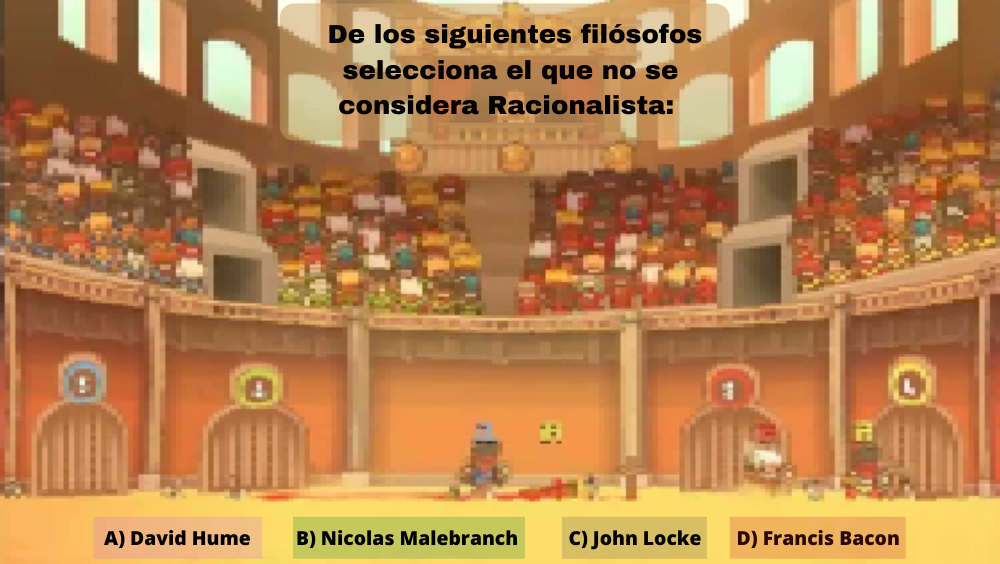 De los siguientes filósofos
selecciona el que no se
considera Racionalista:
A) David Hume
B) Nicolas Malebranch
C) John Locke
D) Francis Bacon